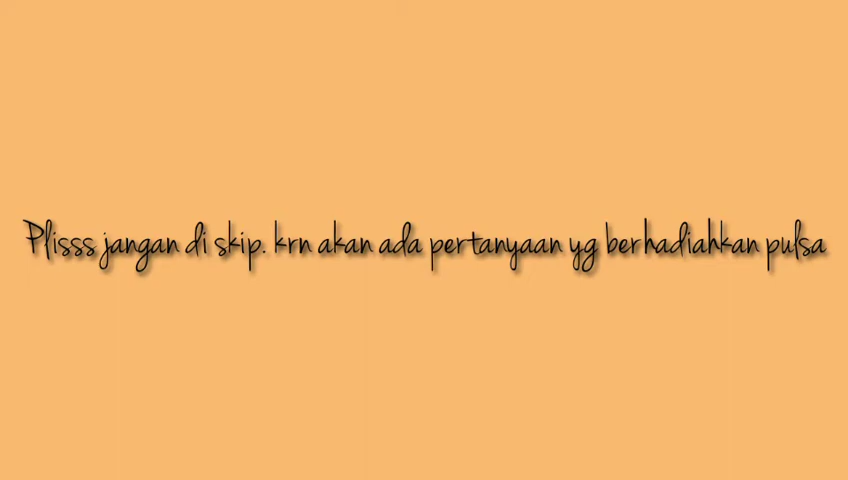 Plisss jangan di skip. krn akan ada pertanyaan yg berhadiahkan pulsa